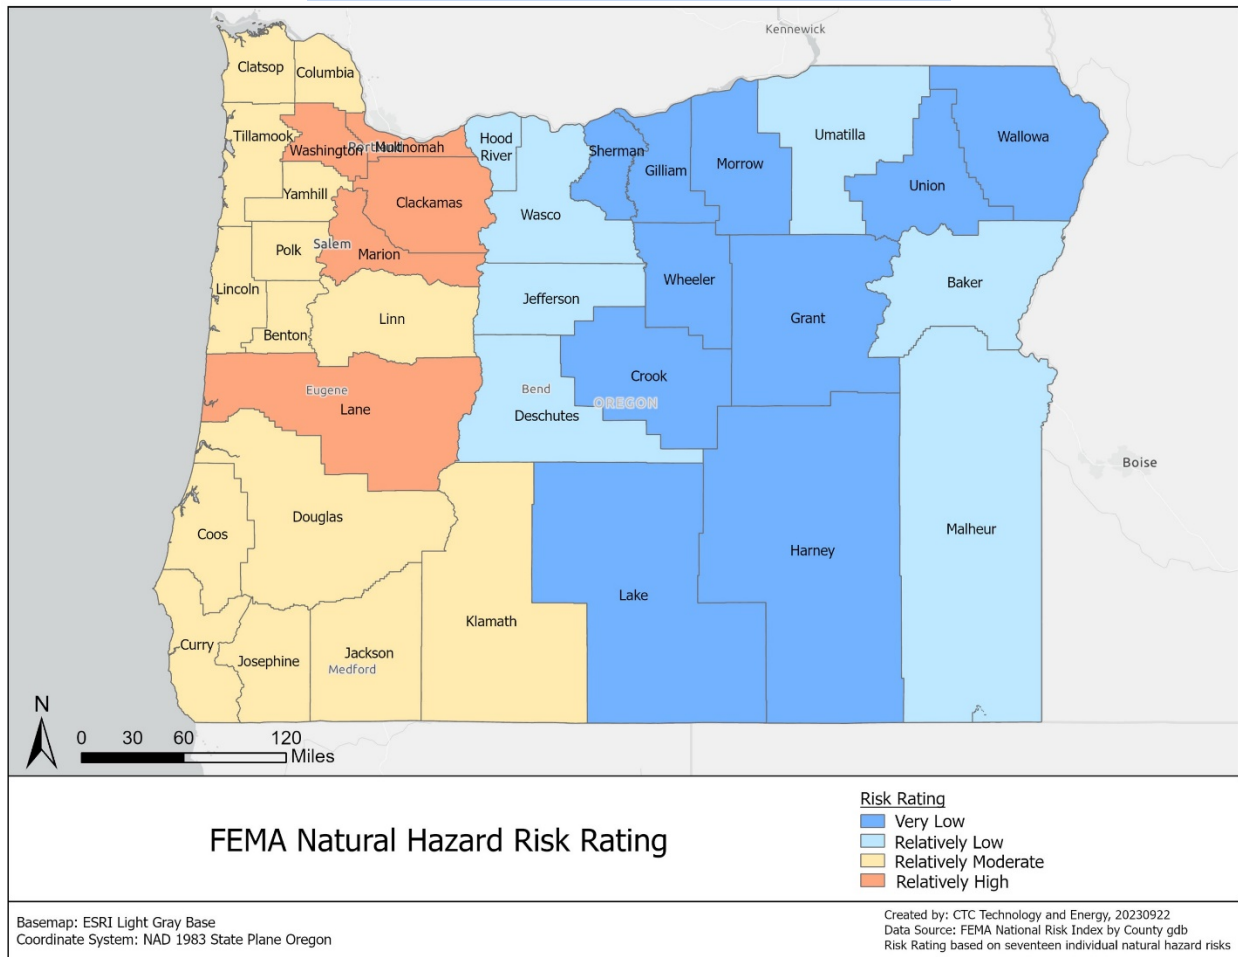 Kennewick
Clatsop
Columbia
Tillamook
Washington
Portland
Multnomah
Hood
River
Sherman
Gilliam
Morrow
Umatilla
Wallowa
Union
Yamhill
Clackamas
Wasco
Salem
Polk
Marion
Wheeler
Baker
Lincoln
Linn
Jefferson
Grant
Benton
Crook
Eugene
Lane
Bend
OREGON
Deschutes
Boise
Douglas
Coos
Malheur
Harney
Lake
Klamath
Curry
Josephine
Jackson
Medford
N
0 30 60 120
Miles
FEMA Natural Hazard Risk Rating
Risk Rating
Very Low
Relatively Low
Relatively Moderate
Relatively High
Basemap: ESRI Light Gray Base
Coordinate System: NAD 1983 State Plane Oregon
Created by: CTC Technology and Energy, 20230922
Data Source: FEMA National Risk Index by County gdb
Risk Rating based on seventeen individual natural hazard risks